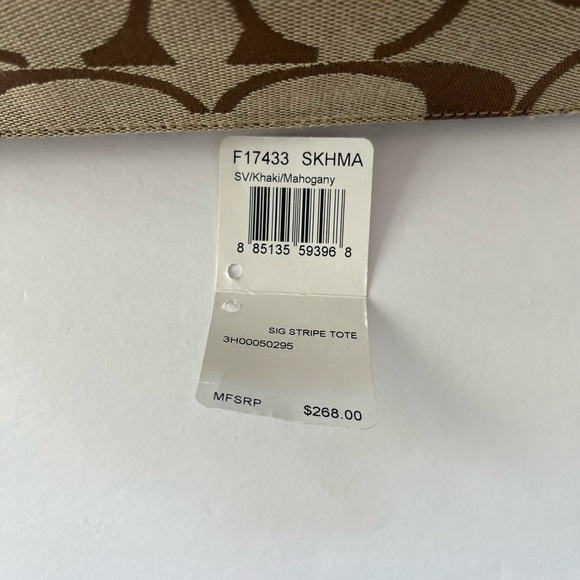 F17433 SKHMA
SV/Khaki/Mahogany
8 85135 59396 8
SIG STRIPE TOTE
3H00050295
MFSRP $268.00